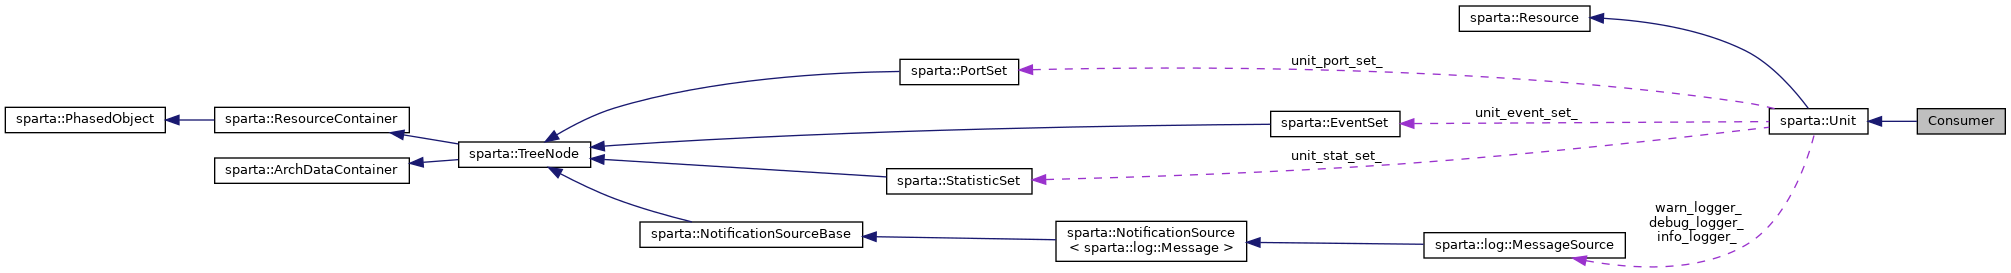 sparta::Resource
unit_port_set_
sparta::PortSet
sparta::PhasedObject
sparta::ResourceContainer
unit_event_set_
sparta::EventSet
sparta::Unit
Consumer
sparta::TreeNode
unit_stat_set_
sparta::ArchDataContainer
sparta::StatisticSet
warn_logger_
debug_logger_
info_logger_
sparta::NotificationSourceBase
sparta::NotificationSource
< sparta::log::Message >
sparta::log::MessageSource